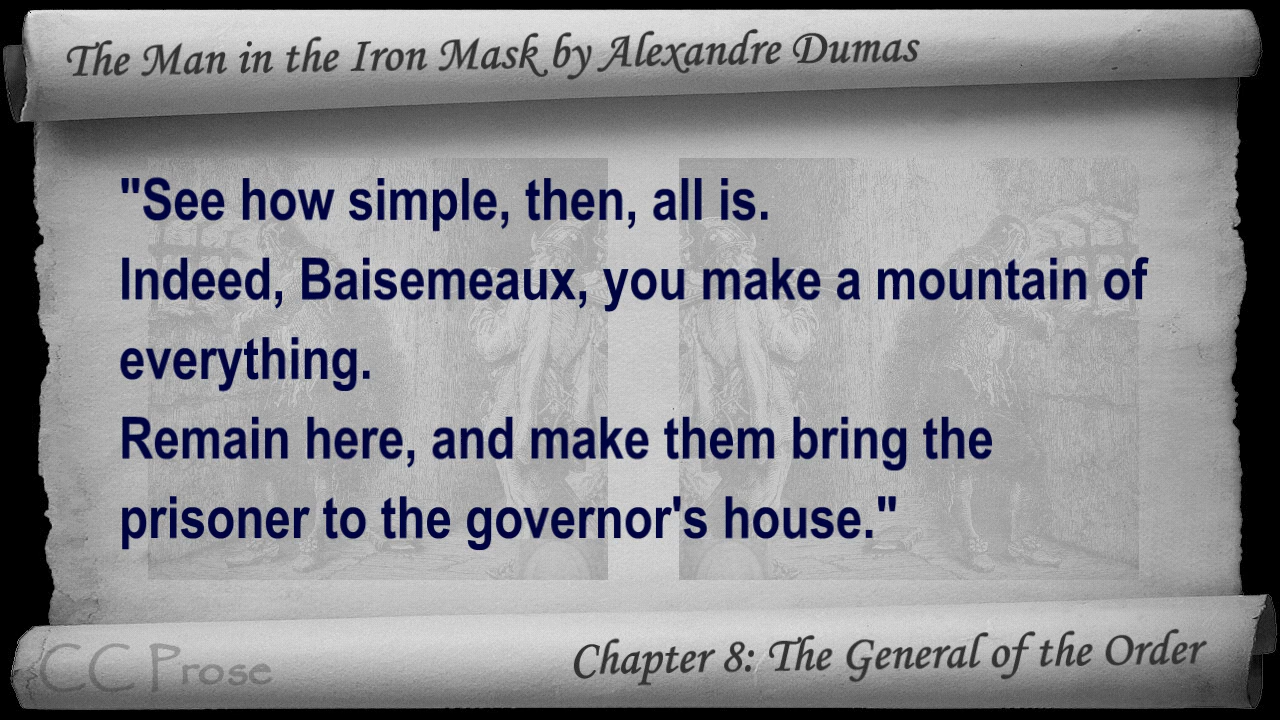 The Man in the Iron Mask by Alexandre Dumas
"See how simple, then, all is.
Indeed, Baisemeaux, you make a mountain of
everything.
Remain here, and make them bring the
prisoner to the governor's house."
CC Prose
Chapter 8: The General of the Order